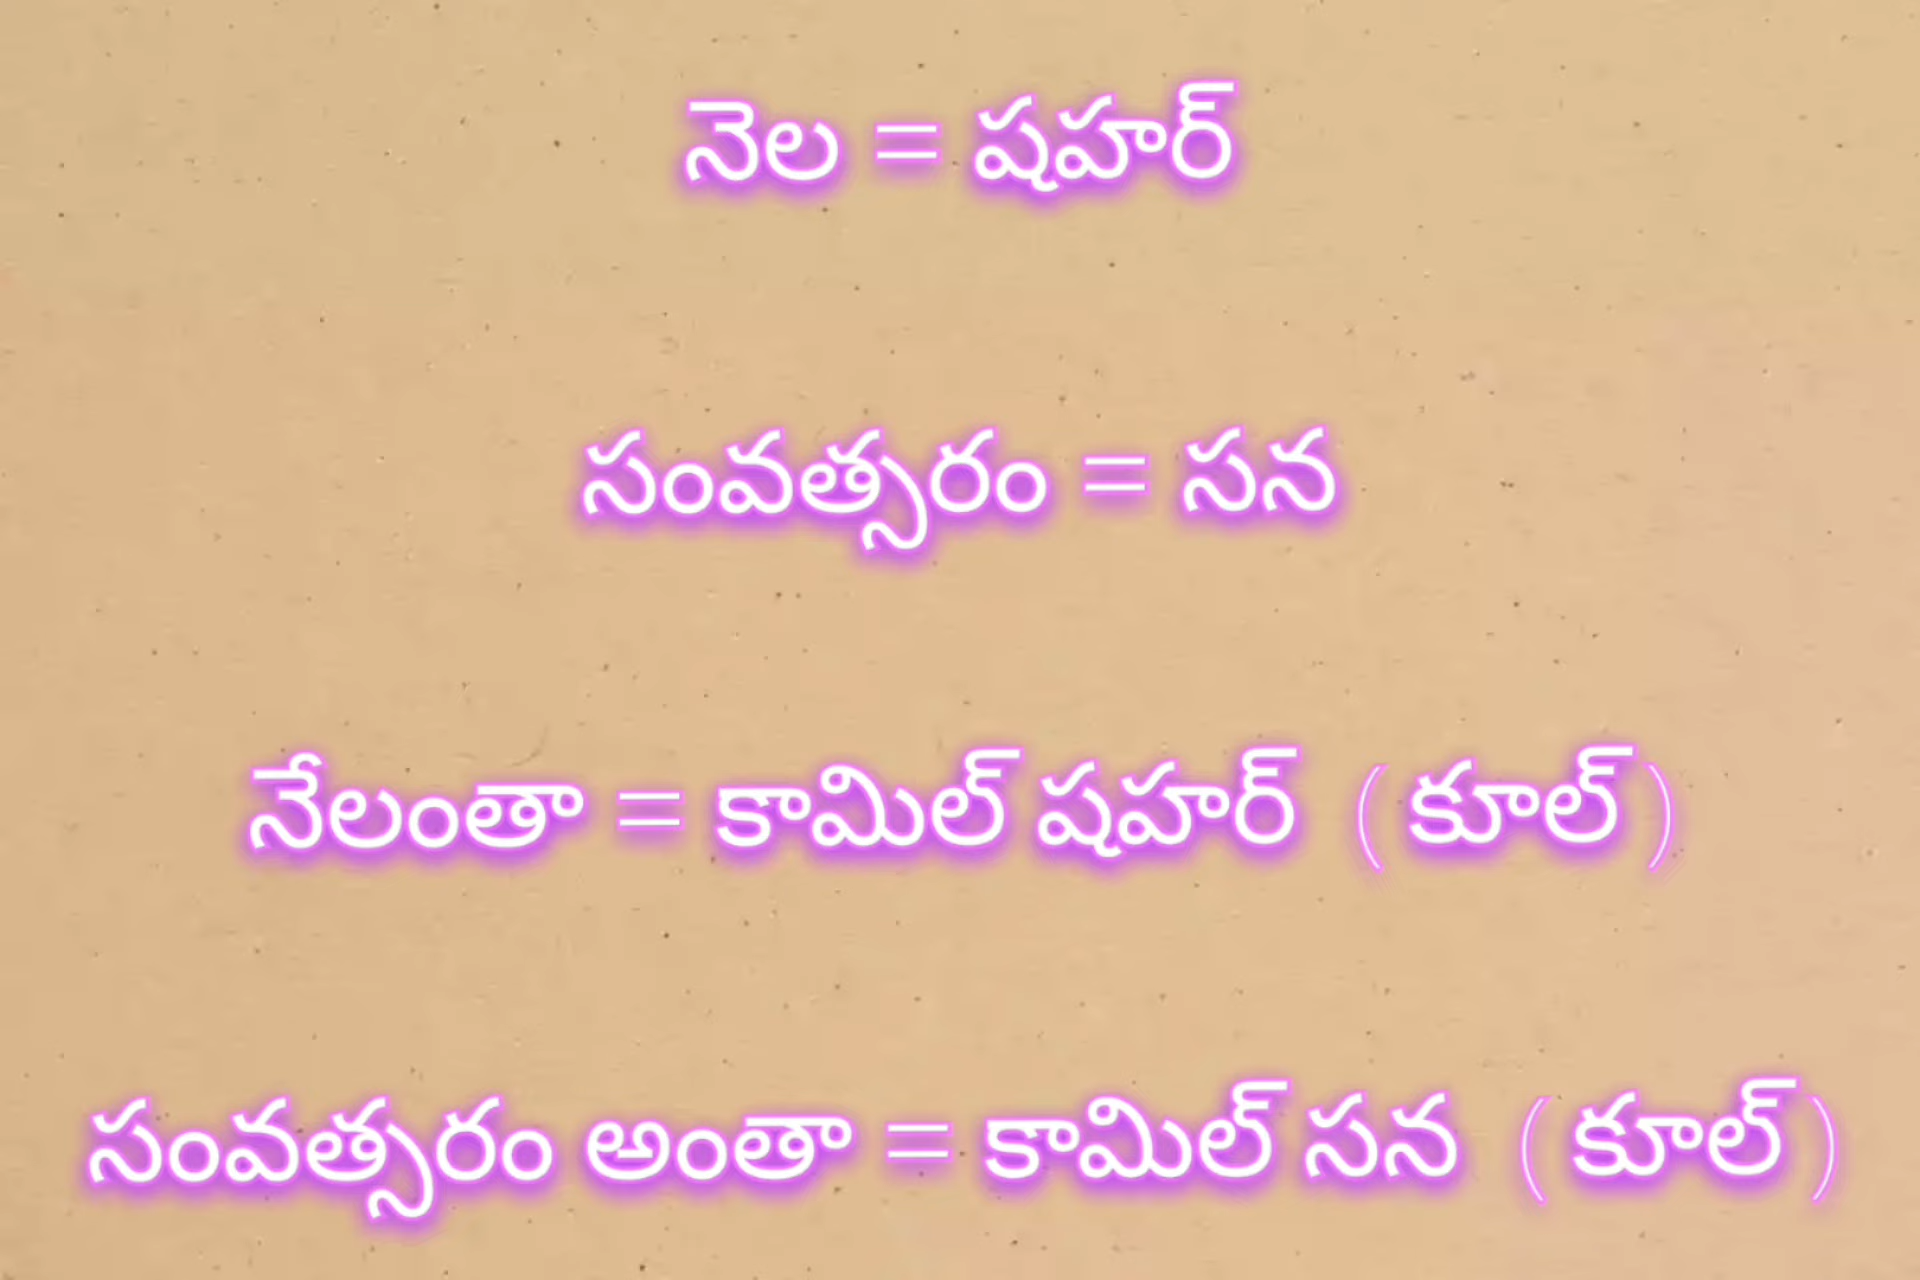 నెల = షహర్
సంవత్సరం = సన
నేలంతా = కామిల్ షహర్ (కూల్)
సంవత్సరం అంతా = కామిల్ సన (కూల్)